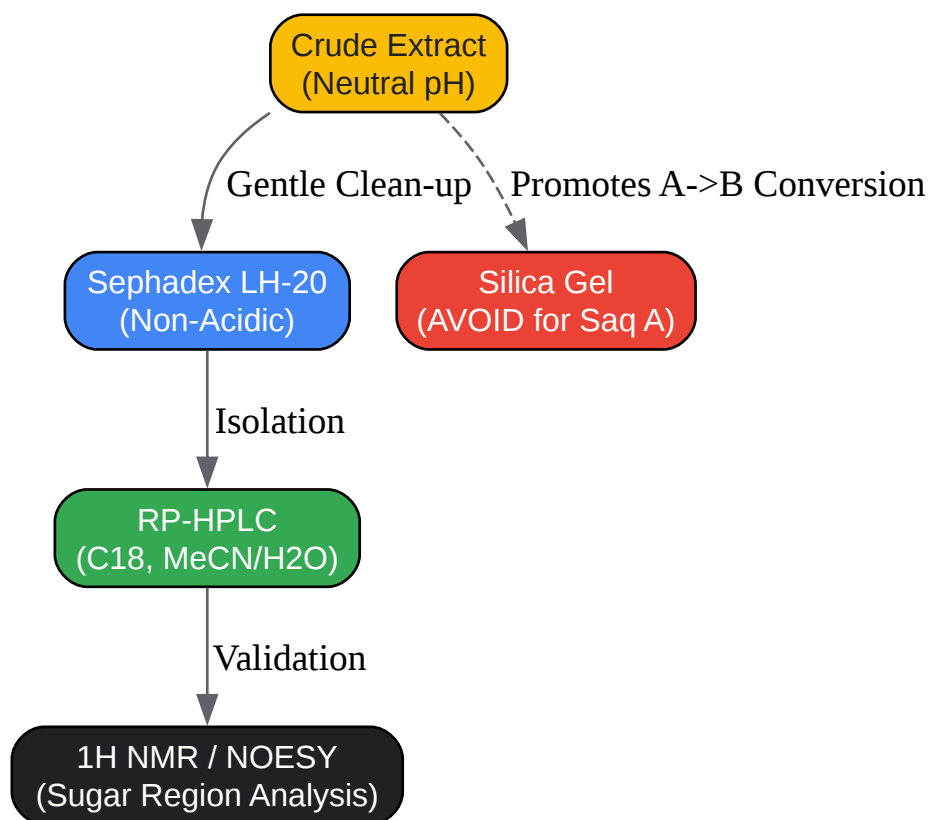 Crude Extract
(Neutral pH)
Gentle Clean-up
Promotes A->B Conversion
Sephadex LH-20
(Non-Acidic)
Silica Gel
(AVOID for Saq A)
Isolation
RP-HPLC
(C18, MeCN/H2O)
Validation
1H NMR / NOESY
(Sugar Region Analysis)